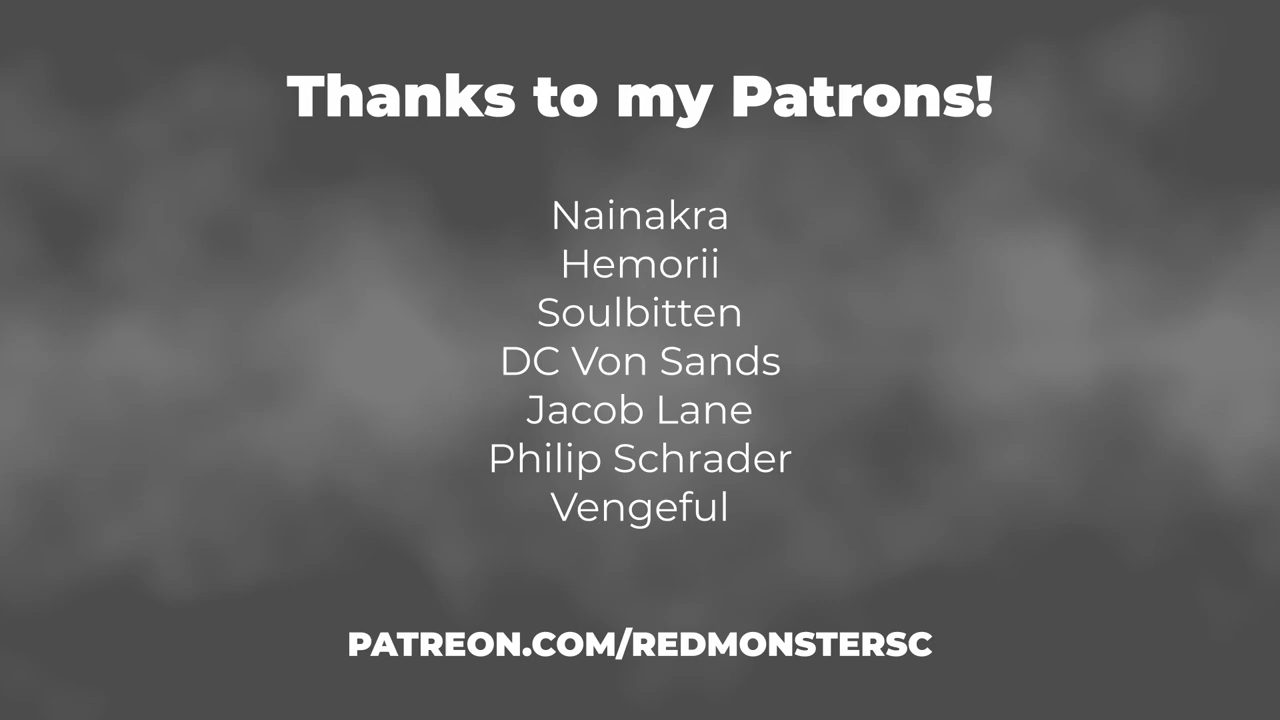 Thanks to my Patrons!
Nainakra
Hemorii
Soulbitten
DC Von Sands
Jacob Lane
Philip Schrader
Vengeful
PATREON.COM/REDMONSTERSC